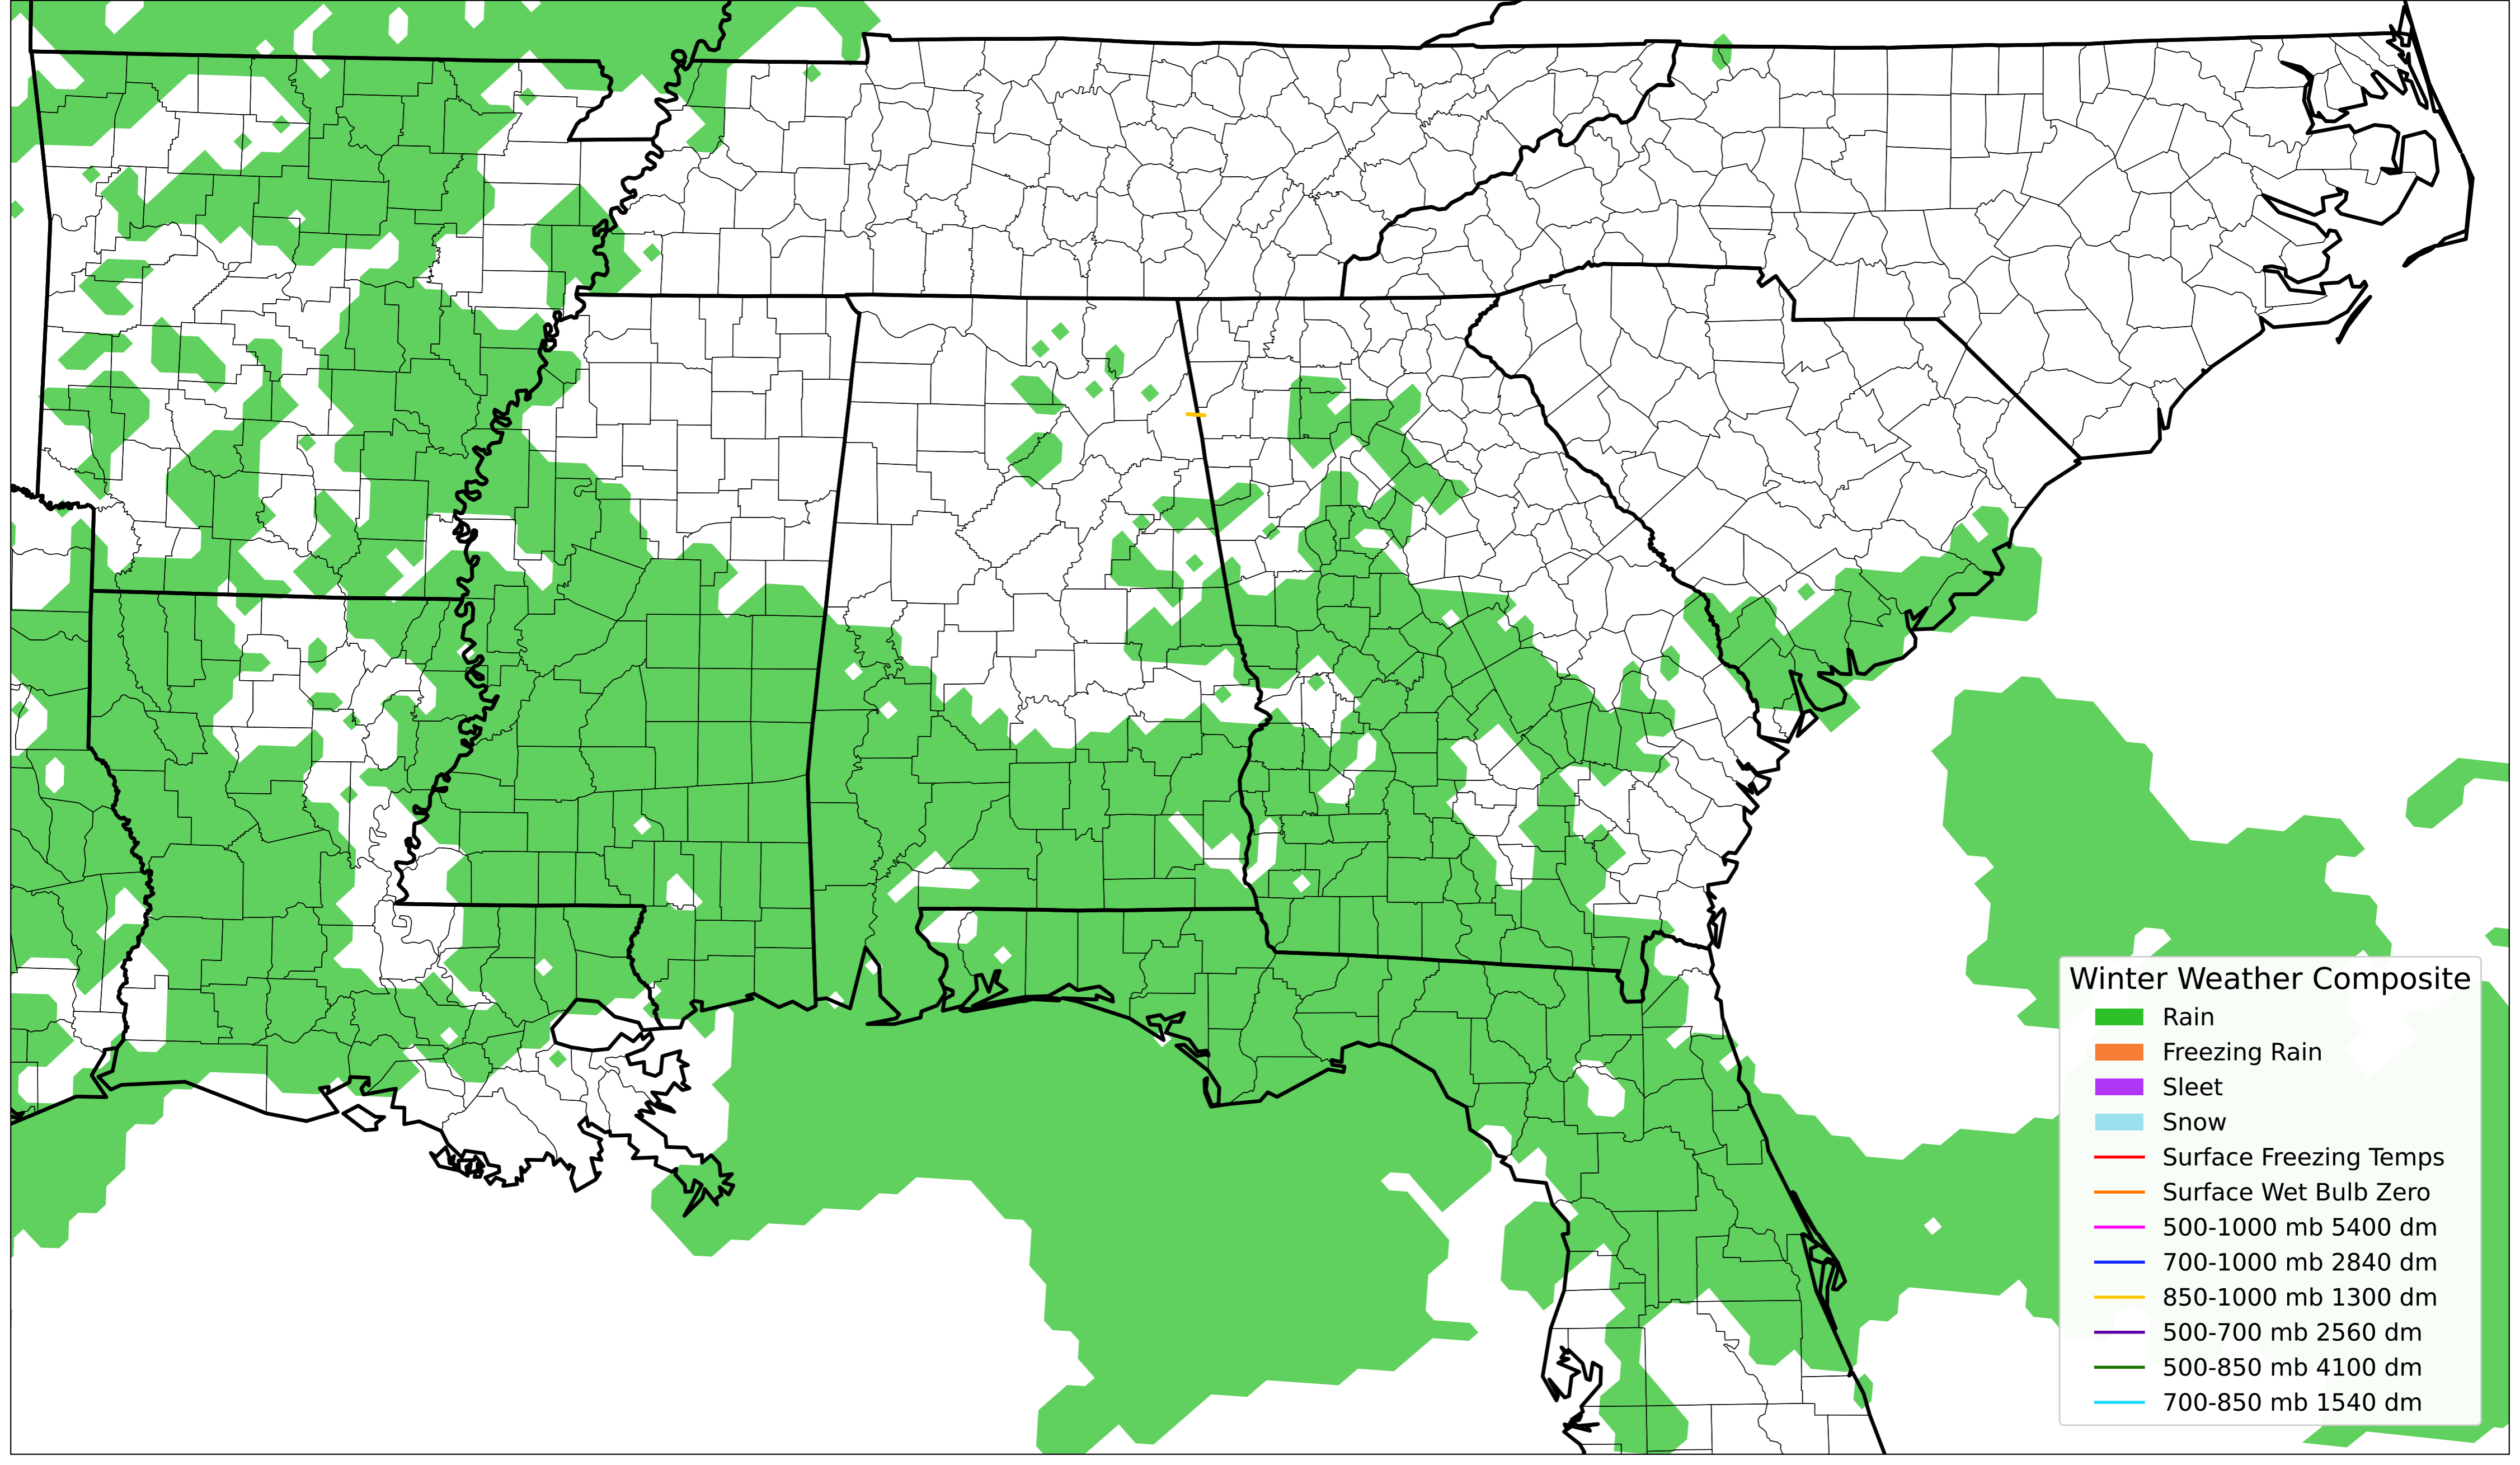 Winter Weather Composite
Rain
Freezing Rain
Sleet
Snow
Surface Freezing Temps
Surface Wet Bulb Zero
500-1000 mb 5400 dm
700-1000 mb 2840 dm
850-1000 mb 1300 dm
500-700 mb 2560 dm
500-850 mb 4100 dm
700-850 mb 1540 dm